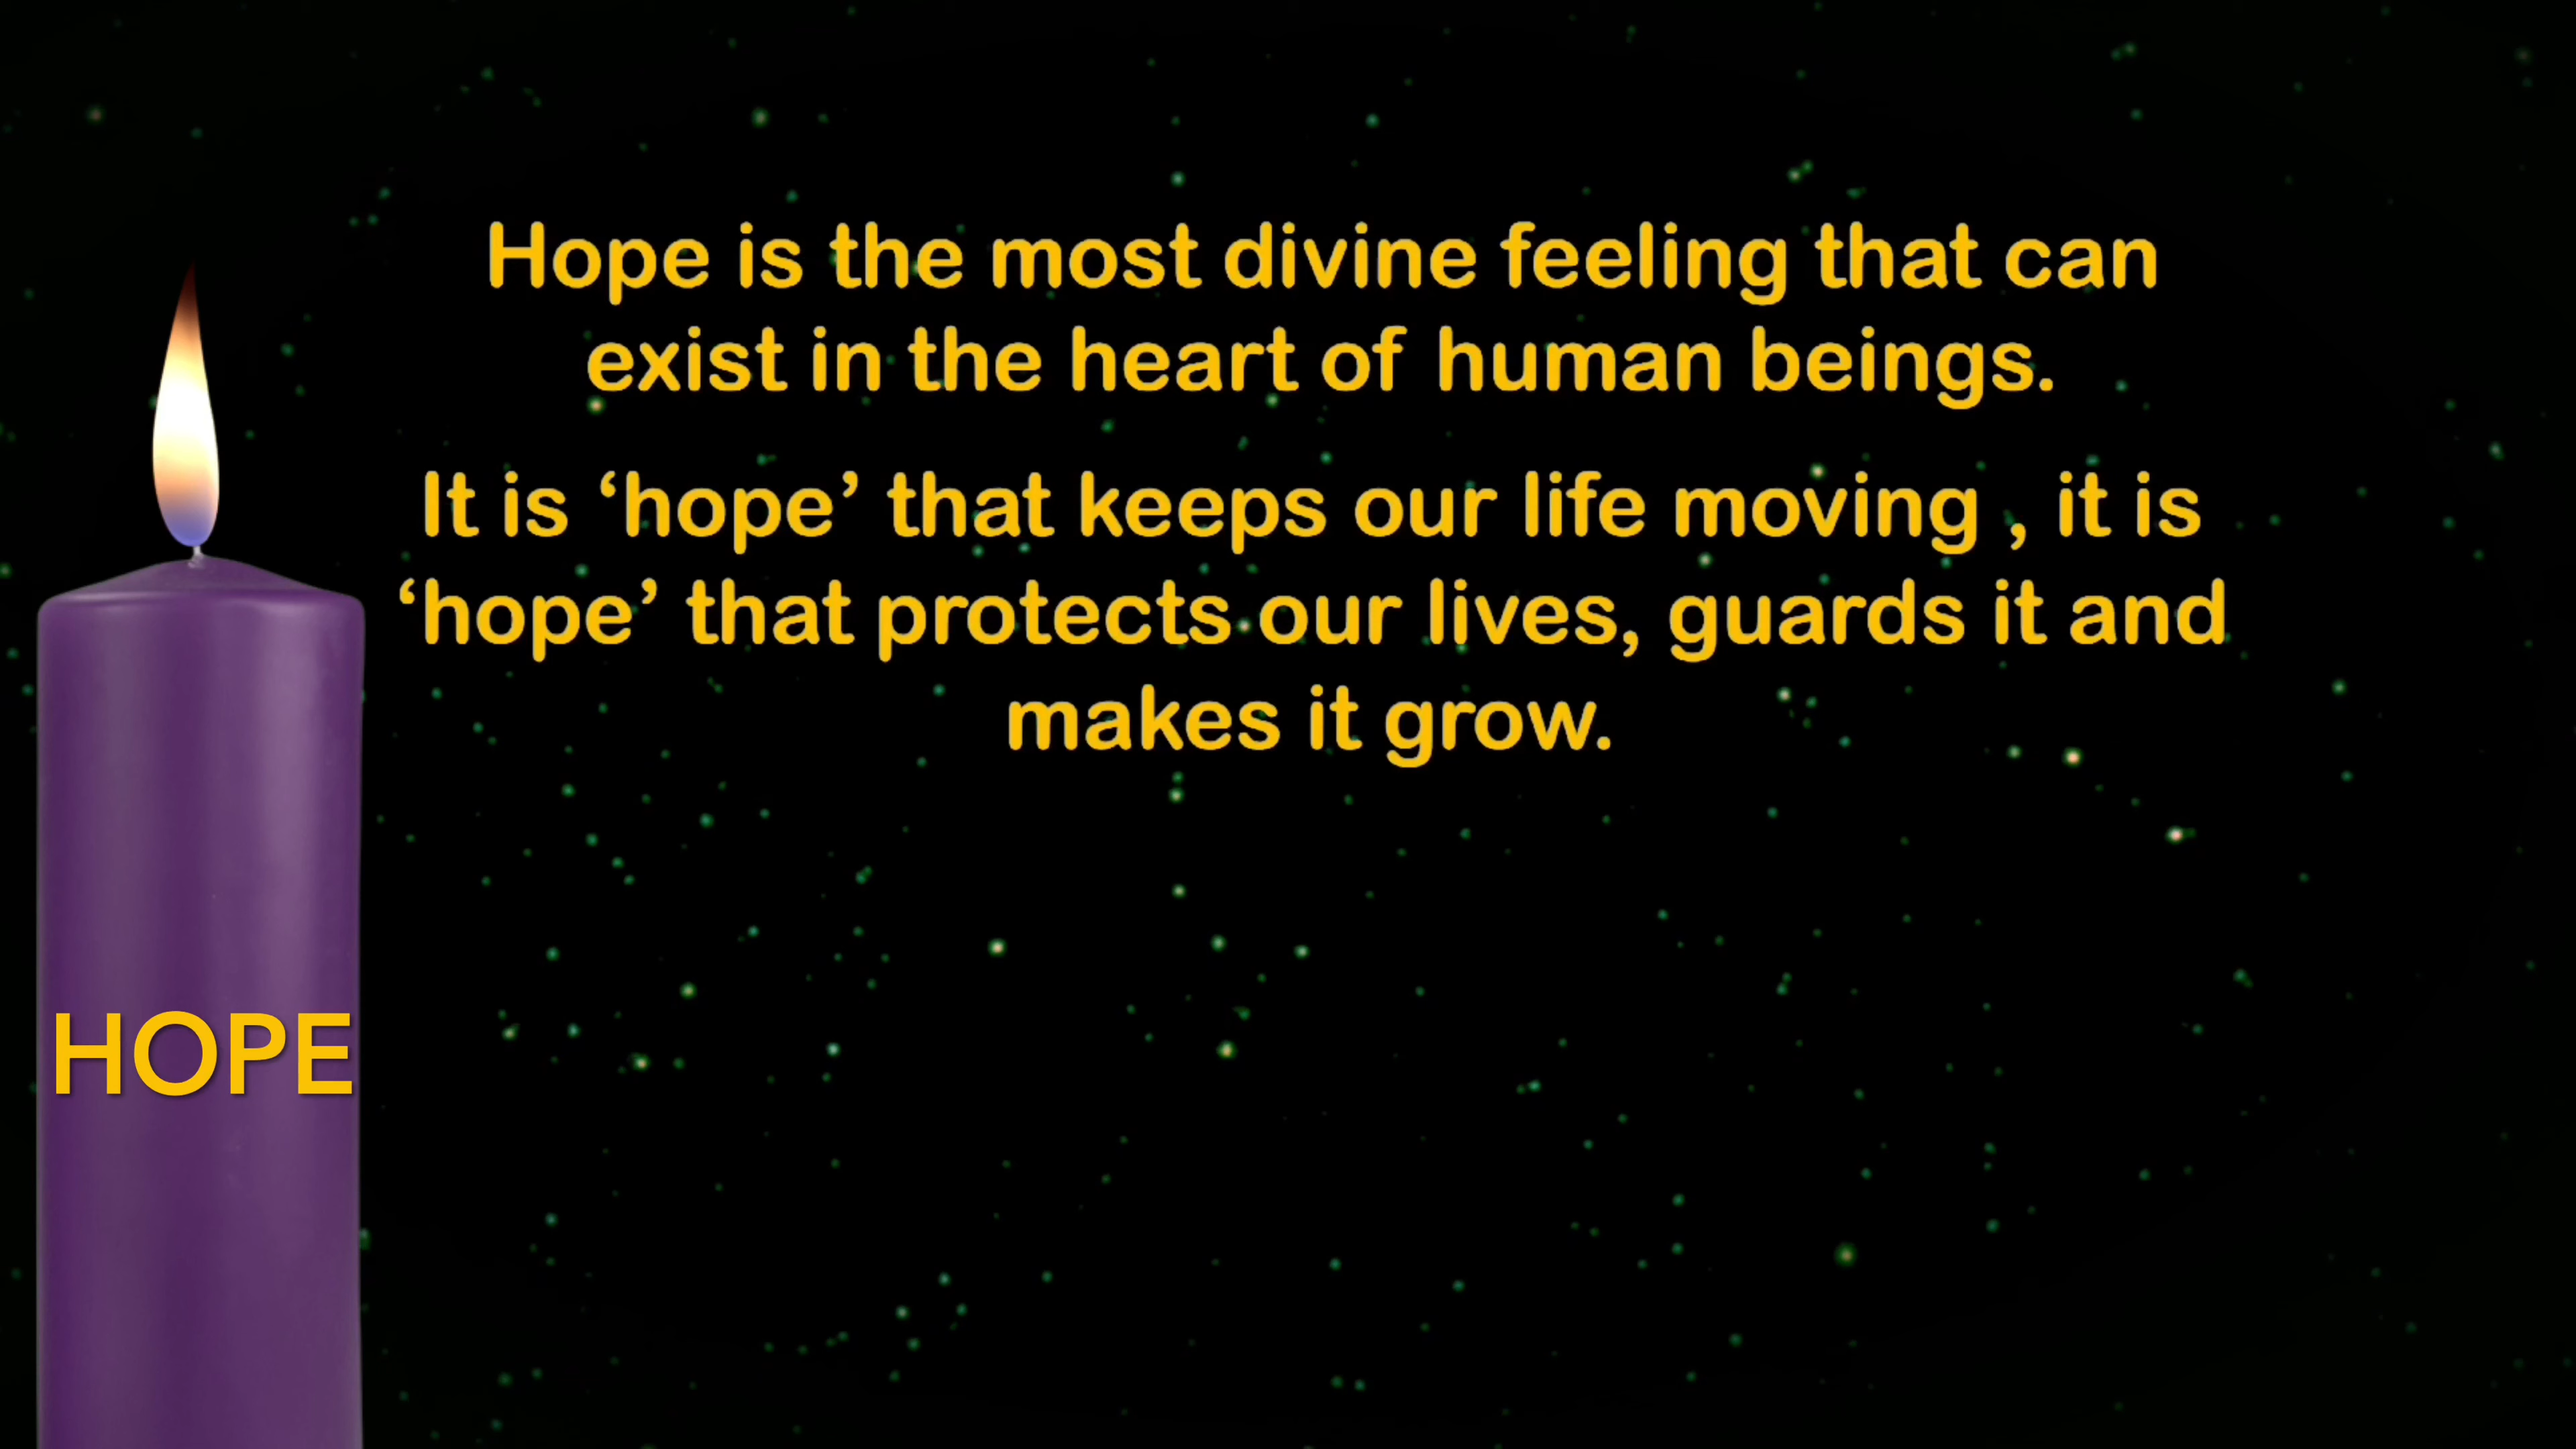 Hope is the most divine feeling that can
exist in the heart of human beings.
It is ‘hope’ that keeps our life moving , it is
‘hope’ that protects our lives, guards it and
makes it grow.
HOPE